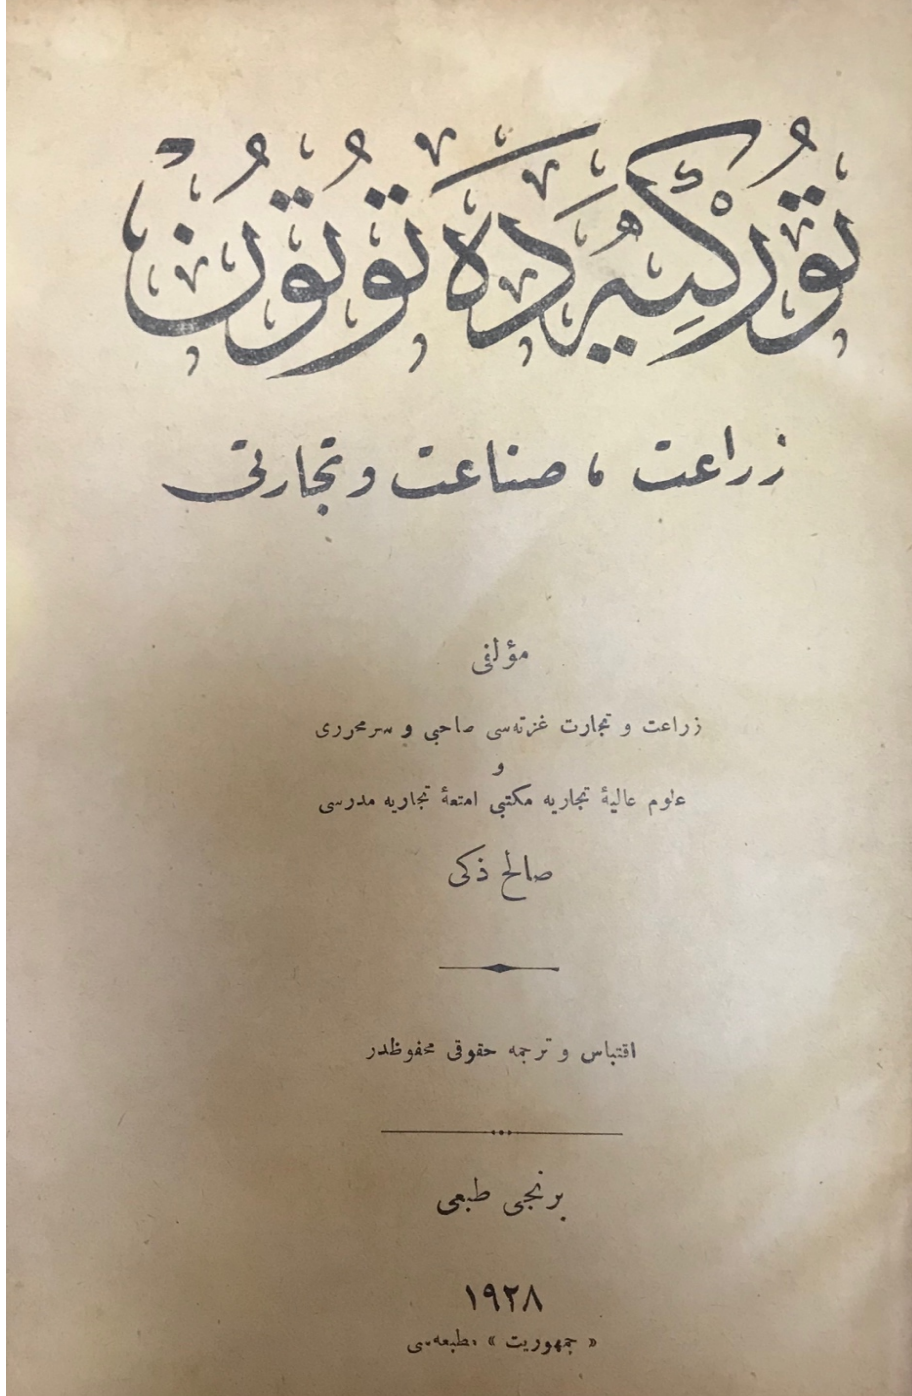 تورکیه ده توتون
زراعت ، صناعت و تجارتی
مؤلفی
زراعت و تجارت غزته‌سی صاحبی و سرمحرری
و
علوم عالیهٔ تجاریه مکتبی امتعهٔ تجاریه مدرسی
صالح ذکی
اقتباس و ترجمه حقوقی محفوظدر
برنجی طبعی
١٩٢٨
« جمهوریت » مطبعه‌سی